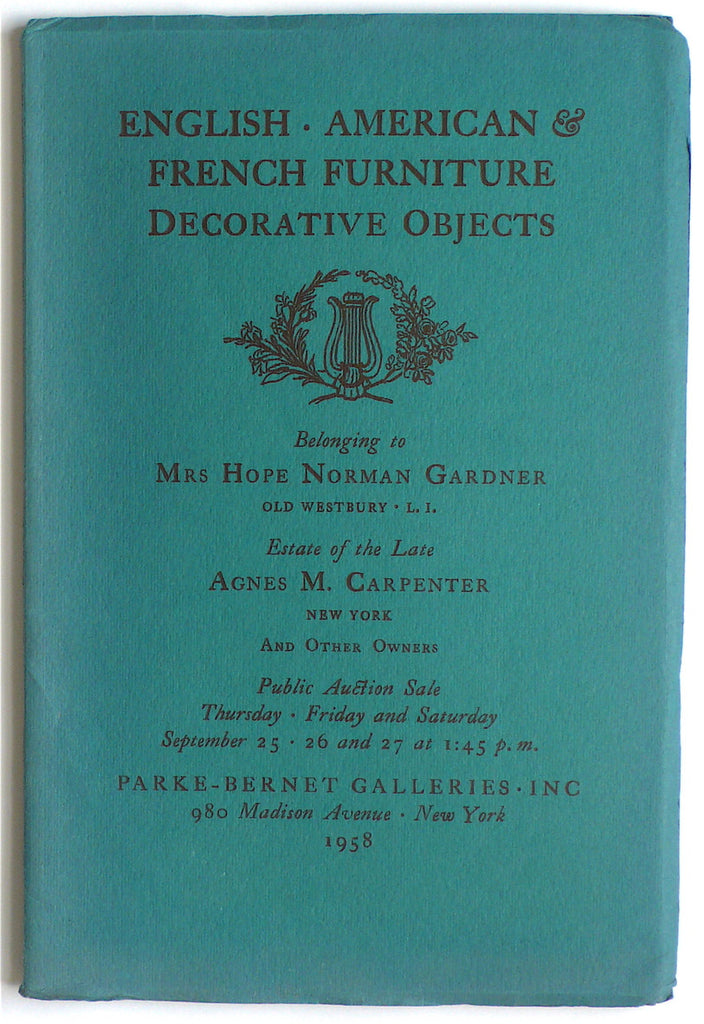 ENGLISH · AMERICAN &
FRENCH FURNITURE
DECORATIVE OBJECTS
Belonging to
MRS HOPE NORMAN GARDNER
OLD WESTBURY · L. I.
Estate of the Late
AGNES M. CARPENTER
NEW YORK
AND OTHER OWNERS
Public Auction Sale
Thursday · Friday and Saturday
September 25 · 26 and 27 at 1:45 p. m.
PARKE-BERNET GALLERIES · INC
980 Madison Avenue · New York
1958